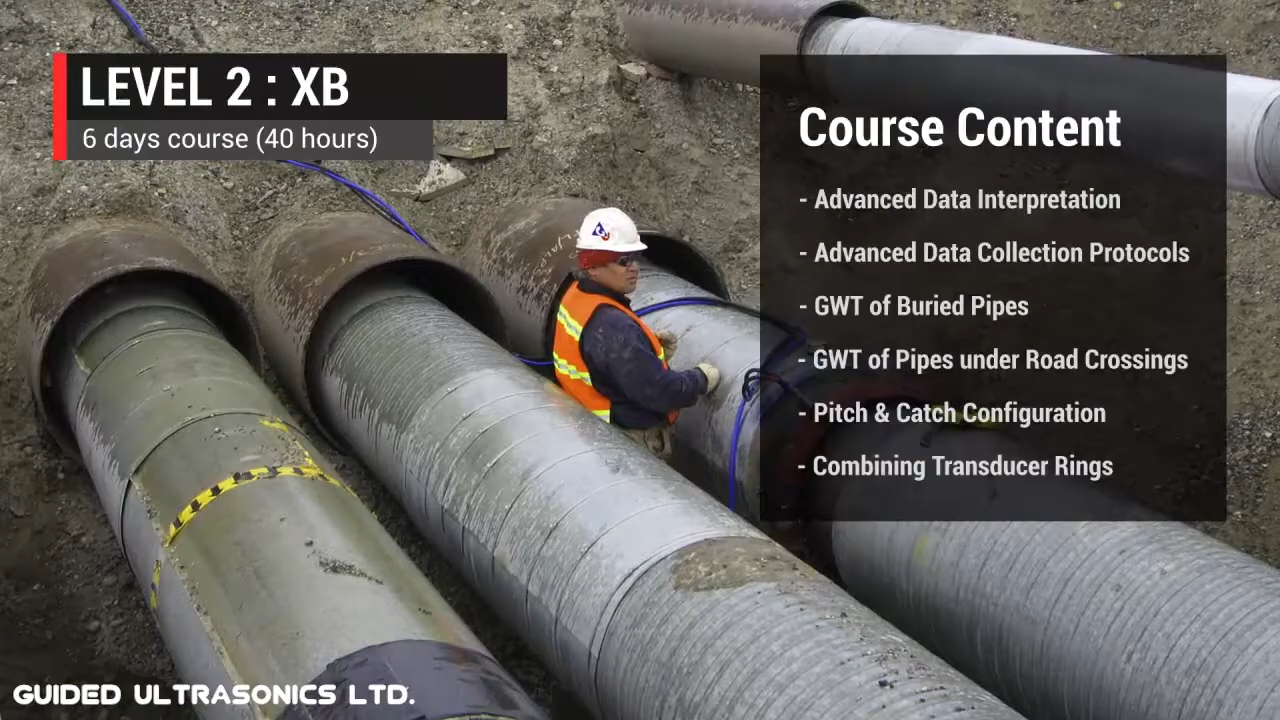 LEVEL 2 : XB
6 days course (40 hours)
Course Content
- Advanced Data Interpretation
- Advanced Data Collection Protocols
- GWT of Buried Pipes
- GWT of Pipes under Road Crossings
- Pitch & Catch Configuration
- Combining Transducer Rings
GUIDED ULTRASONICS LTD.